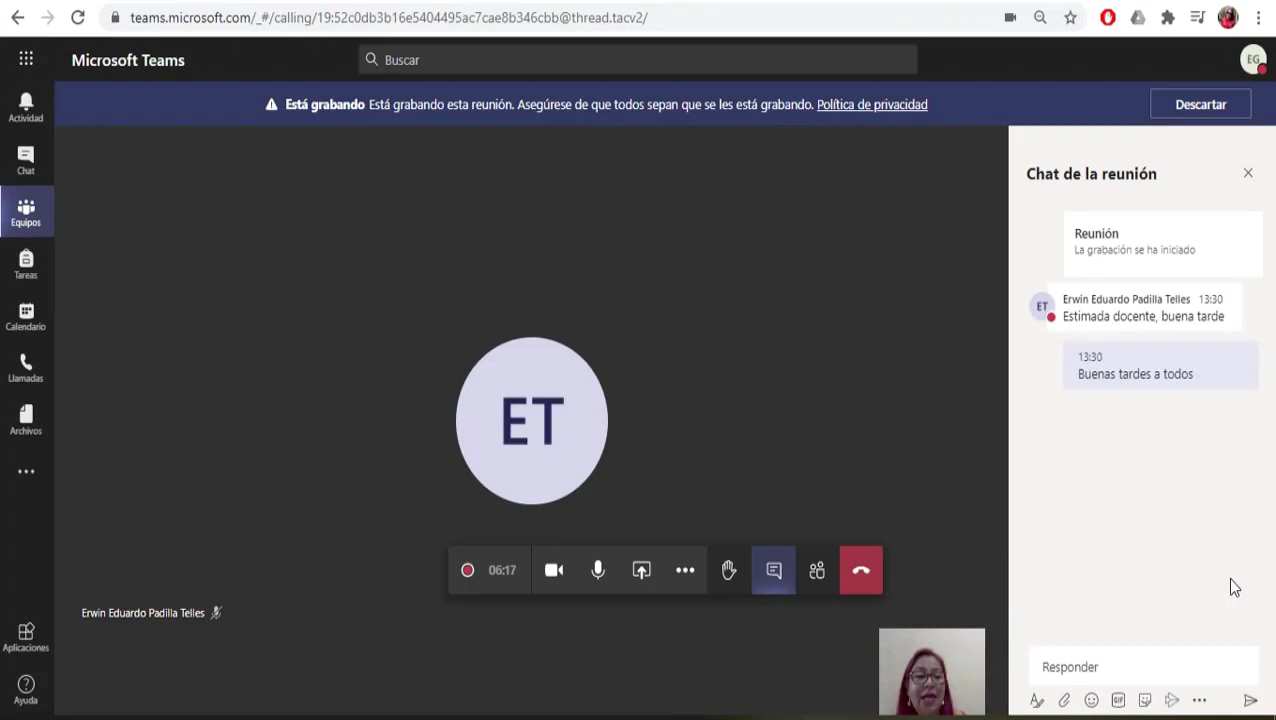 teams.microsoft.com/_#/calling/19:52c0db3b16e5404495ac7cae8b346cbb@thread.tacv2/
Microsoft Teams
Buscar
EG
Está grabando Está grabando esta reunión. Asegúrese de que todos sepan que se les está grabando. Política de privacidad
Descartar
Actividad
Chat
Equipos
Tareas
Calendario
Llamadas
Archivos
Aplicaciones
Ayuda
ET
06:17
Erwin Eduardo Padilla Telles
Chat de la reunión
Reunión
La grabación se ha iniciado
ET
Erwin Eduardo Padilla Telles 13:30
Estimada docente, buena tarde
13:30
Buenas tardes a todos
Responder
GIF